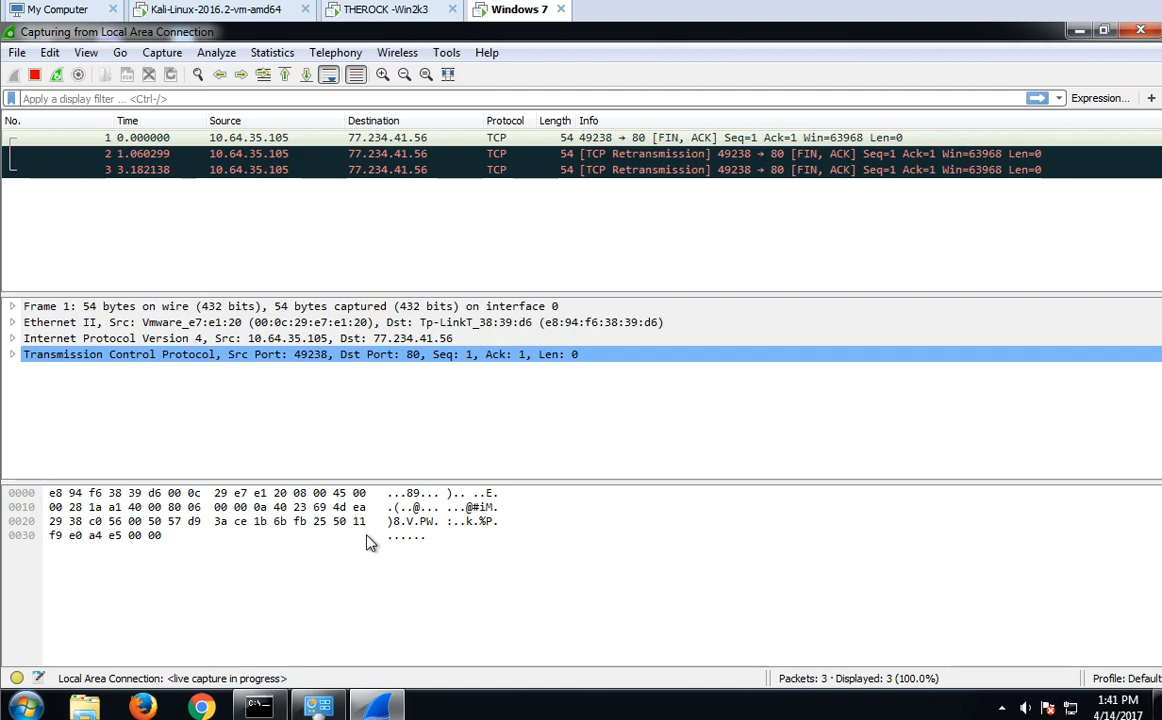 My Computer Kali-Linux-2016.2-vm-amd64 THEROCK -Win2k3 Windows 7
Capturing from Local Area Connection
File Edit View Go Capture Analyze Statistics Telephony Wireless Tools Help
Apply a display filter ... <Ctrl-/> Expression... +
No. Time Source Destination Protocol Length Info
1 0.000000 10.64.35.105 77.234.41.56 TCP 54 49238 → 80 [FIN, ACK] Seq=1 Ack=1 Win=63968 Len=0
2 1.060299 10.64.35.105 77.234.41.56 TCP 54 [TCP Retransmission] 49238 → 80 [FIN, ACK] Seq=1 Ack=1 Win=63968 Len=0
3 3.182138 10.64.35.105 77.234.41.56 TCP 54 [TCP Retransmission] 49238 → 80 [FIN, ACK] Seq=1 Ack=1 Win=63968 Len=0
Frame 1: 54 bytes on wire (432 bits), 54 bytes captured (432 bits) on interface 0
Ethernet II, Src: Vmware_e7:e1:20 (00:0c:29:e7:e1:20), Dst: Tp-LinkT_38:39:d6 (e8:94:f6:38:39:d6)
Internet Protocol Version 4, Src: 10.64.35.105, Dst: 77.234.41.56
Transmission Control Protocol, Src Port: 49238, Dst Port: 80, Seq: 1, Ack: 1, Len: 0
0000 e8 94 f6 38 39 d6 00 0c 29 e7 e1 20 08 00 45 00 ...89... ).. ..E.
0010 00 28 1a a1 40 00 80 06 00 00 0a 40 23 69 4d ea .(..@... ...@#iM.
0020 29 38 c0 56 00 50 57 d9 3a ce 1b 6b fb 25 50 11 )8.V.PW. :..k.%P.
0030 f9 e0 a4 e5 00 00 ......
Local Area Connection: <live capture in progress> Packets: 3 · Displayed: 3 (100.0%) Profile: Default
C:\
1:41 PM
4/14/2017